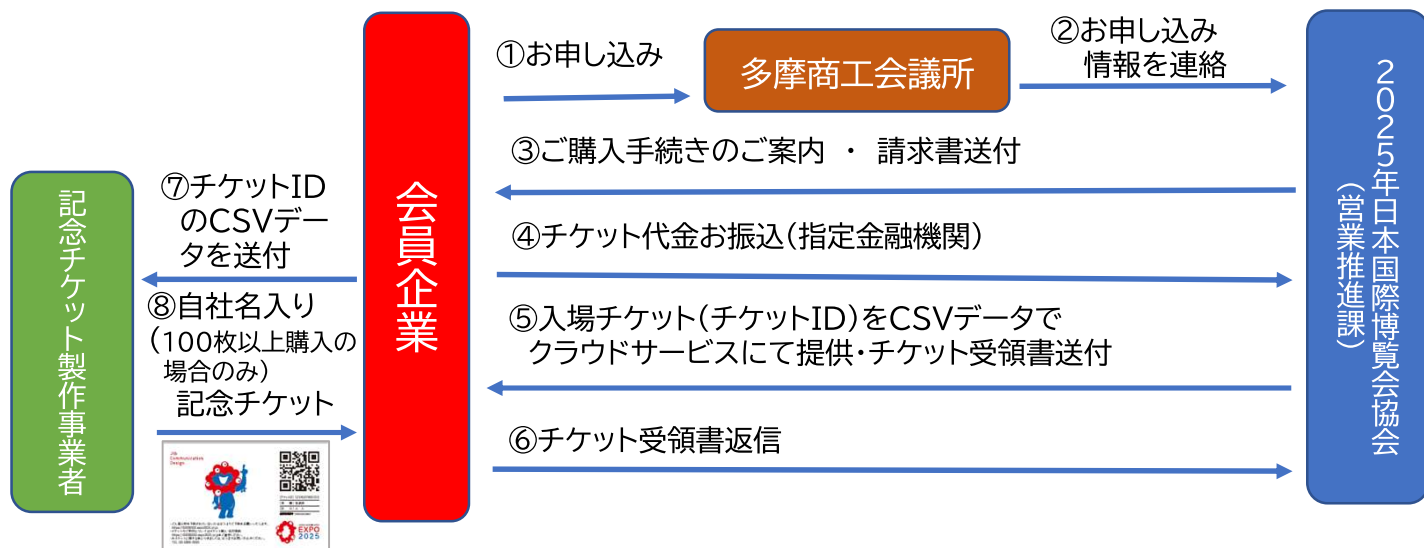 ①お申し込み
多摩商工会議所
②お申し込み
情報を連絡
③ご購入手続きのご案内 ・ 請求書送付
④チケット代金お振込(指定金融機関)
⑤入場チケット(チケットID)をCSVデータで
クラウドサービスにて提供・チケット受領書送付
⑥チケット受領書返信
2025年日本国際博覧会協会
(営業推進課)
会員企業
⑦チケットID
のCSVデー
タを送付
⑧自社名入り
(100枚以上購入の
場合のみ)
記念チケット
記念チケット製作事業者
EXPO
2025